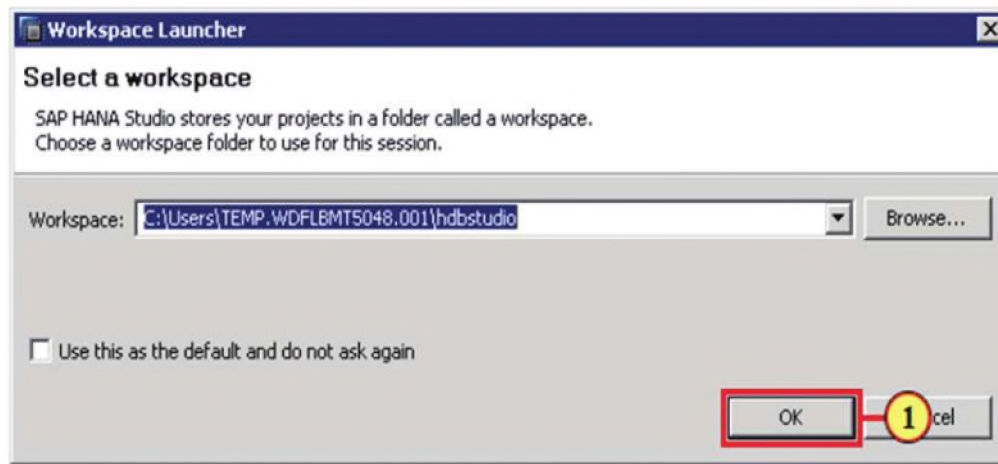 Workspace Launcher
Select a workspace
SAP HANA Studio stores your projects in a folder called a workspace.
Choose a workspace folder to use for this session.
Workspace: C:\Users\TEMP.WDFLBMT5048.001\hdbstudio Browse...
Use this as the default and do not ask again
OK 1 cel